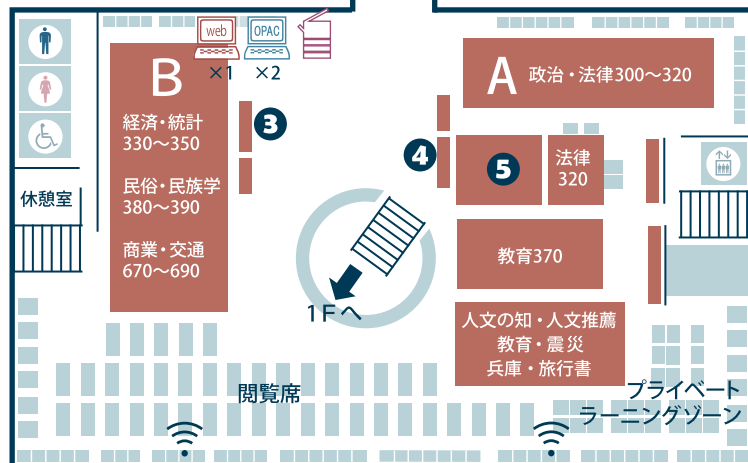 web
OPAC
×1
×2
B
経済・統計
330～350
民俗・民族学
380～390
商業・交通
670～690
休憩室
3
4
A 政治・法律300～320
5
法律
320
教育370
人文の知・人文推薦
教育・震災
兵庫・旅行書
1Fへ
閲覧席
プライベート
ラーニングゾーン